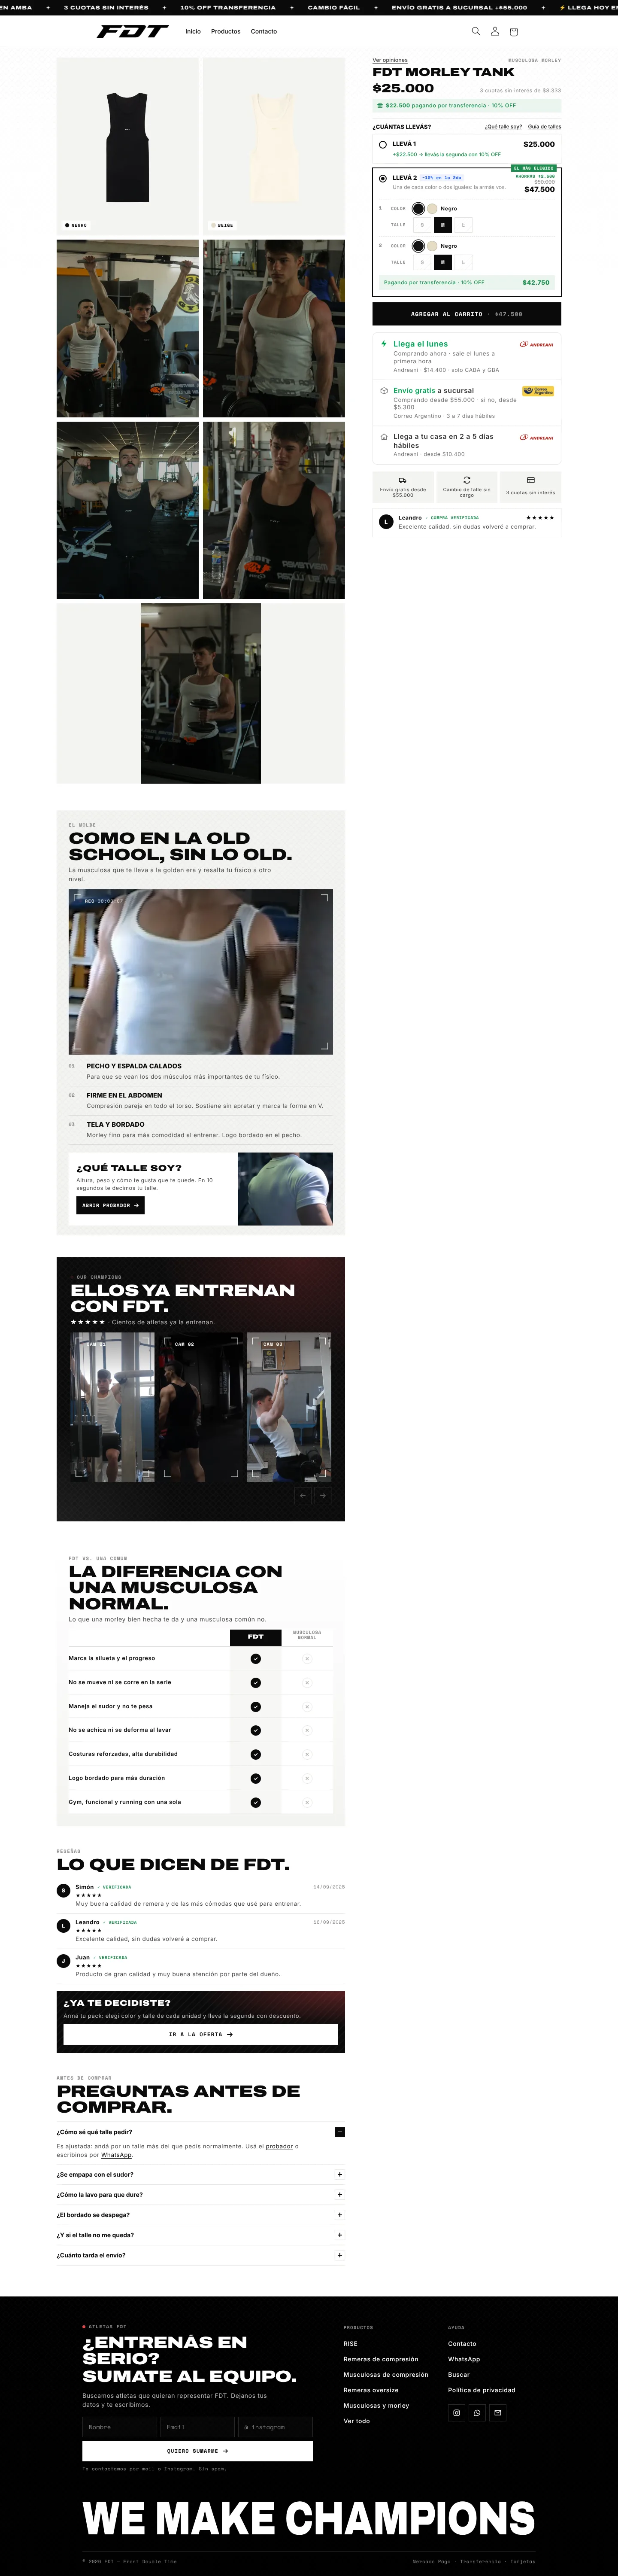 EN AMBA + 3 CUOTAS SIN INTERÉS + 10% OFF TRANSFERENCIA + CAMBIO FÁCIL + ENVÍO GRATIS A SUCURSAL +$55.000 + ⚡ LLEGA HOY EN
FDT
Inicio Productos Contacto
NEGRO
BEIGE
Ver opiniones
MUSCULOSA MORLEY
FDT MORLEY TANK
$25.000
3 cuotas sin interés de $8.333
$22.500 pagando por transferencia · 10% OFF
¿CUÁNTAS LLEVÁS?
¿Qué talle soy? Guía de talles
LLEVÁ 1
$25.000
+$22.500 → llevás la segunda con 10% OFF
EL MÁS ELEGIDO
LLEVÁ 2 -10% en la 2da
AHORRÁS $2.500
$50.000
Una de cada color o dos iguales: la armás vos.
$47.500
1 COLOR Negro
TALLE S M L
2 COLOR Negro
TALLE S M L
Pagando por transferencia · 10% OFF
$42.750
AGREGAR AL CARRITO · $47.500
Llega el lunes
ANDREANI
Comprando ahora · sale el lunes a
primera hora
Andreani · $14.400 · solo CABA y GBA
Envío gratis a sucursal
Correo Argentino
Comprando desde $55.000 · si no, desde
$5.300
Correo Argentino · 3 a 7 días hábiles
Llega a tu casa en 2 a 5 días
hábiles
ANDREANI
Andreani · desde $10.400
Envío gratis desde
$55.000
Cambio de talle sin
cargo
3 cuotas sin interés
L
Leandro · COMPRA VERIFICADA
★★★★★
Excelente calidad, sin dudas volveré a comprar.
EL MOLDE
COMO EN LA OLD
SCHOOL, SIN LO OLD.
La musculosa que te lleva a la golden era y resalta tu físico a otro
nivel.
REC 00:00:07
01 PECHO Y ESPALDA CALADOS
Para que se vean los dos músculos más importantes de tu físico.
02 FIRME EN EL ABDOMEN
Compresión pareja en todo el torso. Sostiene sin apretar y marca la forma en V.
03 TELA Y BORDADO
Morley fino para más comodidad al entrenar. Logo bordado en el pecho.
¿QUÉ TALLE SOY?
Altura, peso y cómo te gusta que te quede. En 10
segundos te decimos tu talle.
ABRIR PROBADOR →
OUR CHAMPIONS
ELLOS YA ENTRENAN
CON FDT.
★★★★★ · Cientos de atletas ya la entrenan.
CAM 01
CAM 02
CAM 03
← →
FDT VS. UNA COMÚN
LA DIFERENCIA CON
UNA MUSCULOSA
NORMAL.
Lo que una morley bien hecha te da y una musculosa común no.
FDT
MUSCULOSA
NORMAL
Marca la silueta y el progreso
No se mueve ni se corre en la serie
Maneja el sudor y no te pesa
No se achica ni se deforma al lavar
Costuras reforzadas, alta durabilidad
Logo bordado para más duración
Gym, funcional y running con una sola
RESEÑAS
LO QUE DICEN DE FDT.
S
Simón ✓ VERIFICADA
14/09/2025
★★★★★
Muy buena calidad de remera y de las más cómodas que usé para entrenar.
L
Leandro ✓ VERIFICADA
★★★★★
Excelente calidad, sin dudas volveré a comprar.
J
Juan ✓ VERIFICADA
★★★★★
Producto de gran calidad y muy buena atención por parte del dueño.
¿YA TE DECIDISTE?
Armá tu pack: elegí color y talle de cada unidad y llevá la segunda con descuento.
IR A LA OFERTA →
ANTES DE COMPRAR
PREGUNTAS ANTES DE
COMPRAR.
¿Cómo sé qué talle pedir?
Es ajustada: andá por un talle más del que pedís normalmente. Usá el probador o
escribinos por WhatsApp.
¿Se empapa con el sudor?
¿Cómo la lavo para que dure?
¿El bordado se despega?
¿Y si el talle no me queda?
¿Cuánto tarda el envío?
ATLETAS FDT
¿ENTRENÁS EN
SERIO?
SUMATE AL EQUIPO.
Buscamos atletas que quieran representar FDT. Dejanos tus
datos y te escribimos.
Nombre
Email
@ instagram
QUIERO SUMARME →
Te contactamos por mail o Instagram. Sin spam.
PRODUCTOS
RISE
Remeras de compresión
Musculosas de compresión
Remeras oversize
Musculosas y morley
Ver todo
AYUDA
Contacto
WhatsApp
Buscar
Política de privacidad
WE MAKE CHAMPIONS
© 2026 FDT — Front Double Time
Mercado Pago · Transferencia · Tarjetas